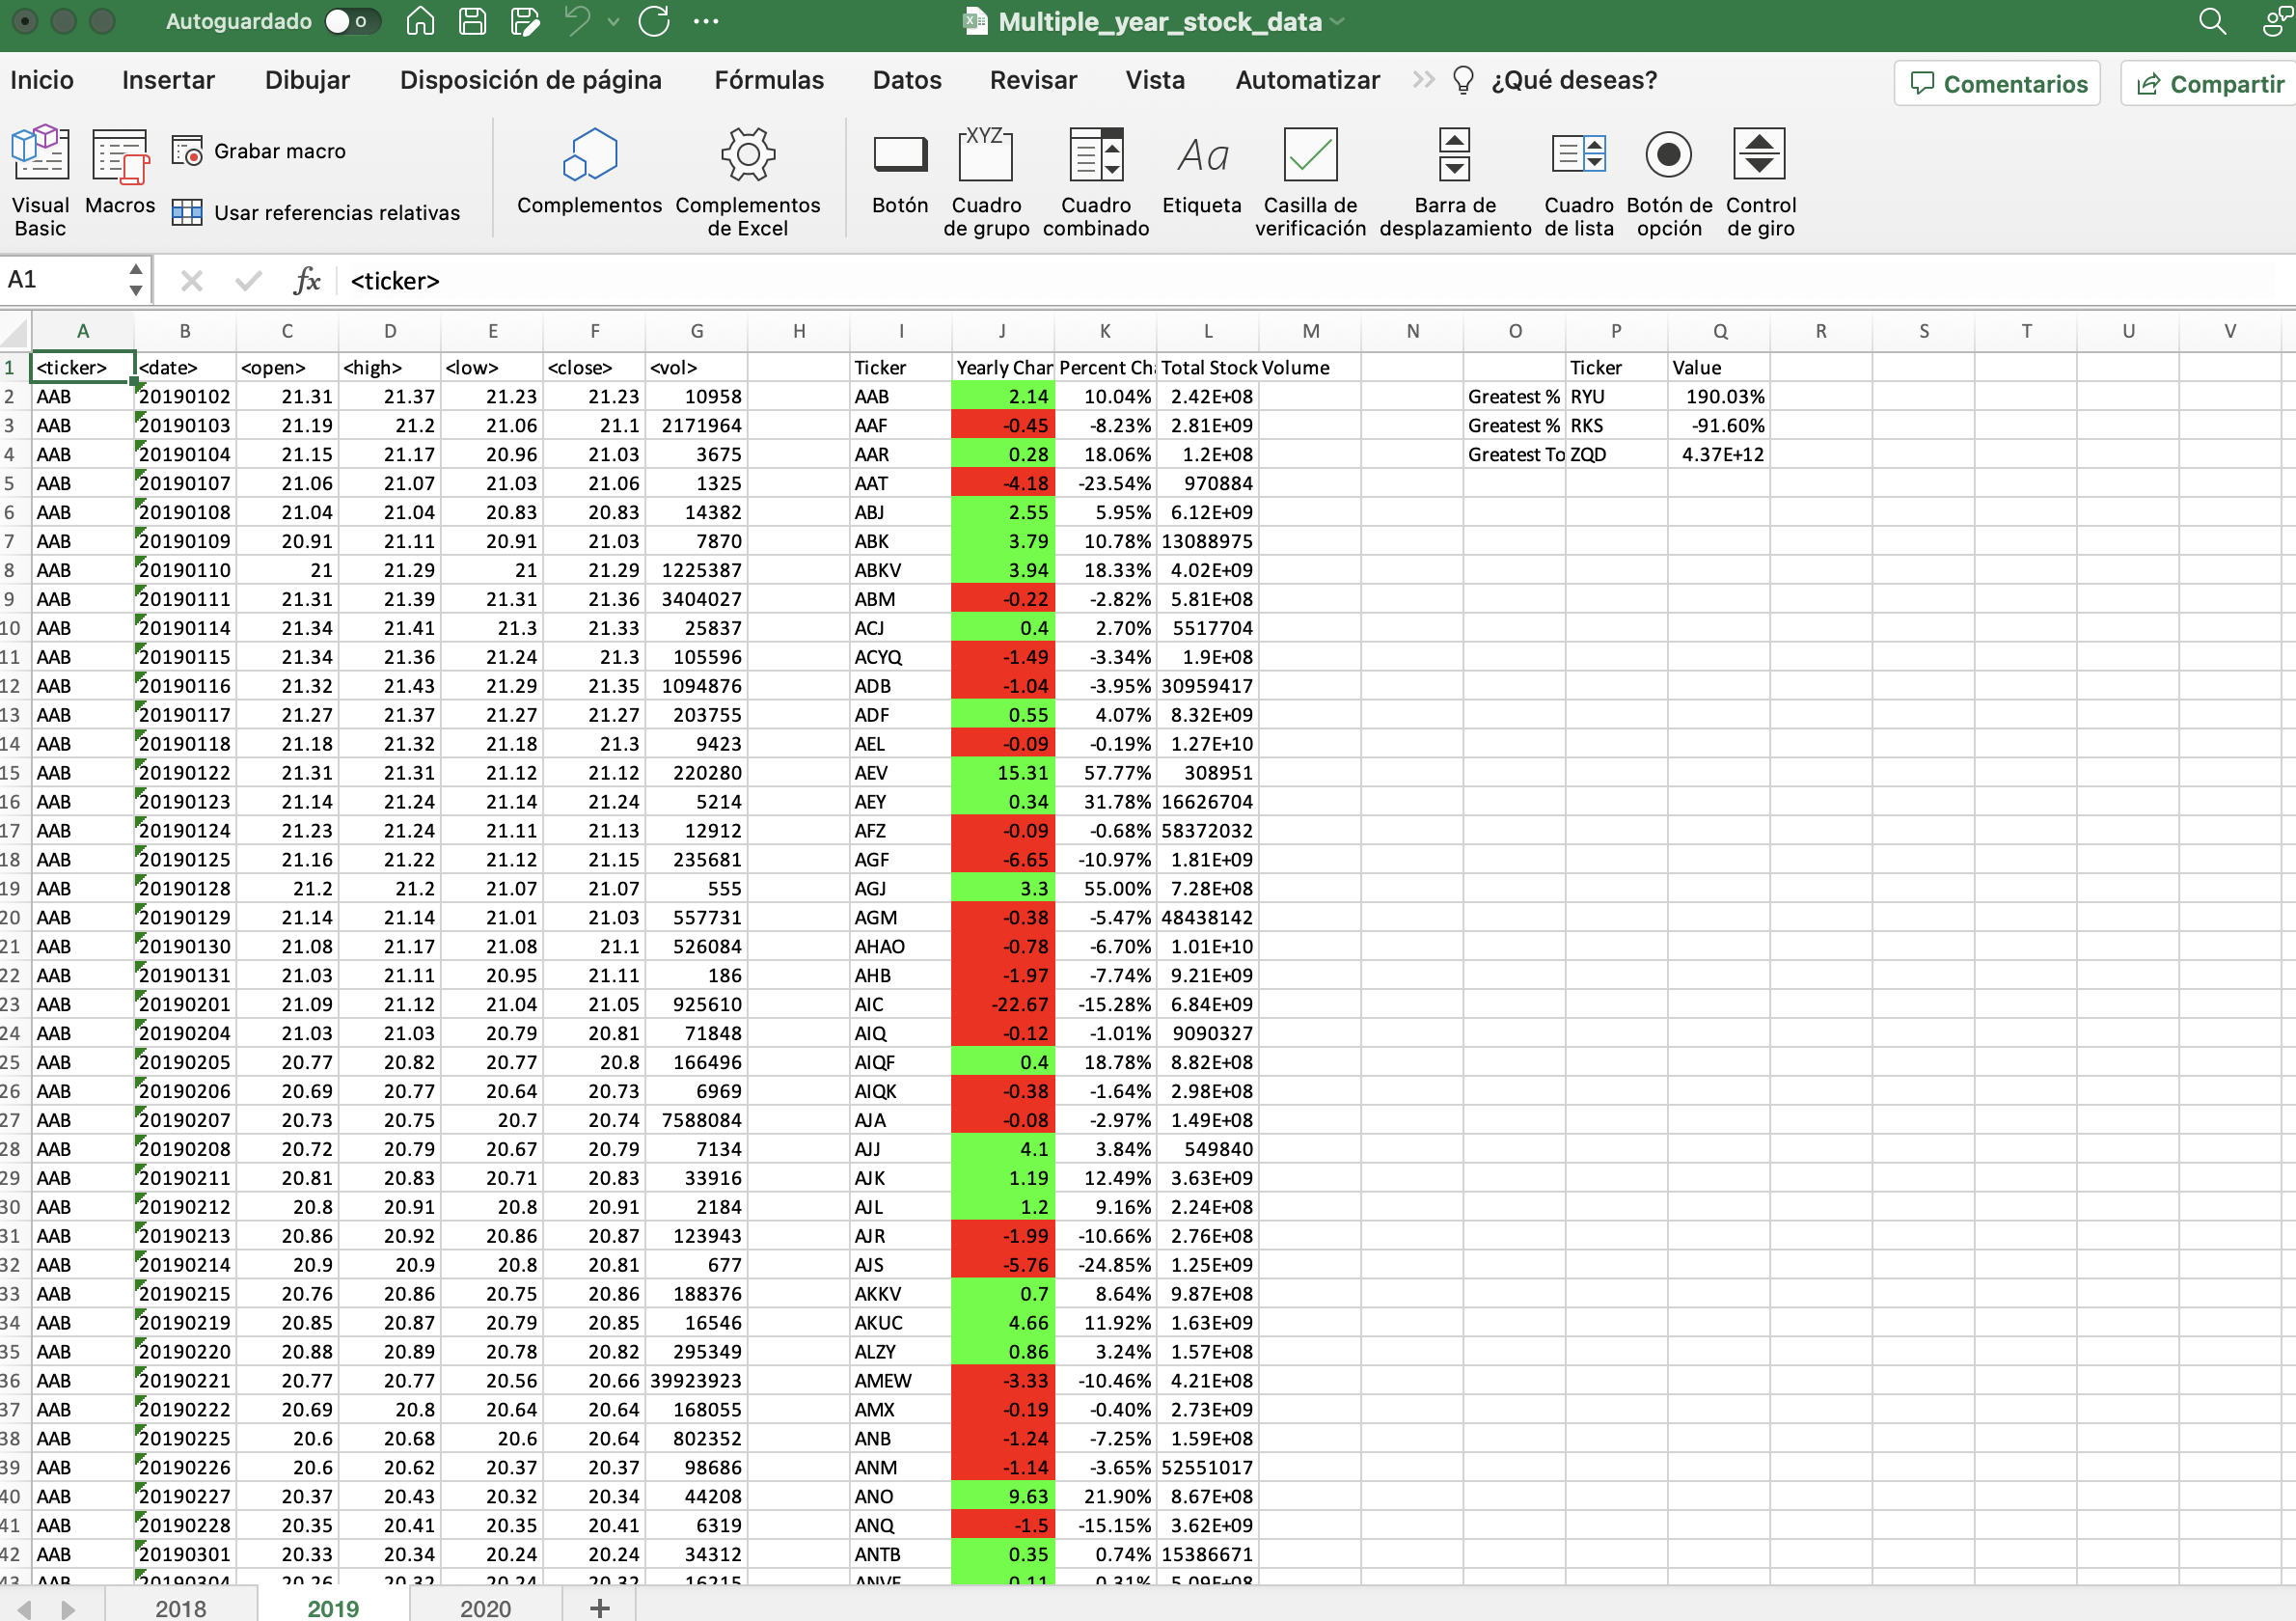 Autoguardado O Multiple_year_stock_data
Inicio Insertar Dibujar Disposición de página Fórmulas Datos Revisar Vista Automatizar ¿Qué deseas? Comentarios Compartir
Visual Basic Macros Grabar macro Usar referencias relativas Complementos Complementos de Excel Botón XYZ Cuadro de grupo Cuadro combinado Aa Etiqueta Casilla de verificación Barra de desplazamiento Cuadro de lista Botón de opción Control de giro
A1 fx <ticker>
A B C D E F G H I J K L M N O P Q R S T U V
1 <ticker> <date> <open> <high> <low> <close> <vol> Ticker Yearly Char Percent Cha Total Stock Volume Ticker Value
2 AAB 20190102 21.31 21.37 21.23 21.23 10958 AAB 2.14 10.04% 2.42E+08 Greatest % RYU 190.03%
3 AAB 20190103 21.19 21.2 21.06 21.1 2171964 AAF -0.45 -8.23% 2.81E+09 Greatest % RKS -91.60%
4 AAB 20190104 21.15 21.17 20.96 21.03 3675 AAR 0.28 18.06% 1.2E+08 Greatest To ZQD 4.37E+12
5 AAB 20190107 21.06 21.07 21.03 21.06 1325 AAT -4.18 -23.54% 970884
6 AAB 20190108 21.04 21.04 20.83 20.83 14382 ABJ 2.55 5.95% 6.12E+09
7 AAB 20190109 20.91 21.11 20.91 21.03 7870 ABK 3.79 10.78% 13088975
8 AAB 20190110 21 21.29 21 21.29 1225387 ABKV 3.94 18.33% 4.02E+09
9 AAB 20190111 21.31 21.39 21.31 21.36 3404027 ABM -0.22 -2.82% 5.81E+08
10 AAB 20190114 21.34 21.41 21.3 21.33 25837 ACJ 0.4 2.70% 5517704
11 AAB 20190115 21.34 21.36 21.24 21.3 105596 ACYQ -1.49 -3.34% 1.9E+08
12 AAB 20190116 21.32 21.43 21.29 21.35 1094876 ADB -1.04 -3.95% 30959417
13 AAB 20190117 21.27 21.37 21.27 21.27 203755 ADF 0.55 4.07% 8.32E+09
14 AAB 20190118 21.18 21.32 21.18 21.3 9423 AEL -0.09 -0.19% 1.27E+10
15 AAB 20190122 21.31 21.31 21.12 21.12 220280 AEV 15.31 57.77% 308951
16 AAB 20190123 21.14 21.24 21.14 21.24 5214 AEY 0.34 31.78% 16626704
17 AAB 20190124 21.23 21.24 21.11 21.13 12912 AFZ -0.09 -0.68% 58372032
18 AAB 20190125 21.16 21.22 21.12 21.15 235681 AGF -6.65 -10.97% 1.81E+09
19 AAB 20190128 21.2 21.2 21.07 21.07 555 AGJ 3.3 55.00% 7.28E+08
20 AAB 20190129 21.14 21.14 21.01 21.03 557731 AGM -0.38 -5.47% 48438142
21 AAB 20190130 21.08 21.17 21.08 21.1 526084 AHAO -0.78 -6.70% 1.01E+10
22 AAB 20190131 21.03 21.11 20.95 21.11 186 AHB -1.97 -7.74% 9.21E+09
23 AAB 20190201 21.09 21.12 21.04 21.05 925610 AIC -22.67 -15.28% 6.84E+09
24 AAB 20190204 21.03 21.03 20.79 20.81 71848 AIQ -0.12 -1.01% 9090327
25 AAB 20190205 20.77 20.82 20.77 20.8 166496 AIQF 0.4 18.78% 8.82E+08
26 AAB 20190206 20.69 20.77 20.64 20.73 6969 AIQK -0.38 -1.64% 2.98E+08
27 AAB 20190207 20.73 20.75 20.7 20.74 7588084 AJA -0.08 -2.97% 1.49E+08
28 AAB 20190208 20.72 20.79 20.67 20.79 7134 AJJ 4.1 3.84% 549840
29 AAB 20190211 20.81 20.83 20.71 20.83 33916 AJK 1.19 12.49% 3.63E+09
30 AAB 20190212 20.8 20.91 20.8 20.91 2184 AJL 1.2 9.16% 2.24E+08
31 AAB 20190213 20.86 20.92 20.86 20.87 123943 AJR -1.99 -10.66% 2.76E+08
32 AAB 20190214 20.9 20.9 20.8 20.81 677 AJS -5.76 -24.85% 1.25E+09
33 AAB 20190215 20.76 20.86 20.75 20.86 188376 AKKV 0.7 8.64% 9.87E+08
34 AAB 20190219 20.85 20.87 20.79 20.85 16546 AKUC 4.66 11.92% 1.63E+09
35 AAB 20190220 20.88 20.89 20.78 20.82 295349 ALZY 0.86 3.24% 1.57E+08
36 AAB 20190221 20.77 20.77 20.56 20.66 39923923 AMEW -3.33 -10.46% 4.21E+08
37 AAB 20190222 20.69 20.8 20.64 20.64 168055 AMX -0.19 -0.40% 2.73E+09
38 AAB 20190225 20.6 20.68 20.6 20.64 802352 ANB -1.24 -7.25% 1.59E+08
39 AAB 20190226 20.6 20.62 20.37 20.37 98686 ANM -1.14 -3.65% 52551017
40 AAB 20190227 20.37 20.43 20.32 20.34 44208 ANO 9.63 21.90% 8.67E+08
41 AAB 20190228 20.35 20.41 20.35 20.41 6319 ANQ -1.5 -15.15% 3.62E+09
42 AAB 20190301 20.33 20.34 20.24 20.24 34312 ANTB 0.35 0.74% 15386671
43 AAB 20190304 20.26 20.32 20.24 20.32 16215 0.11 0.31% 5.09E+08
2018 2019 2020 +